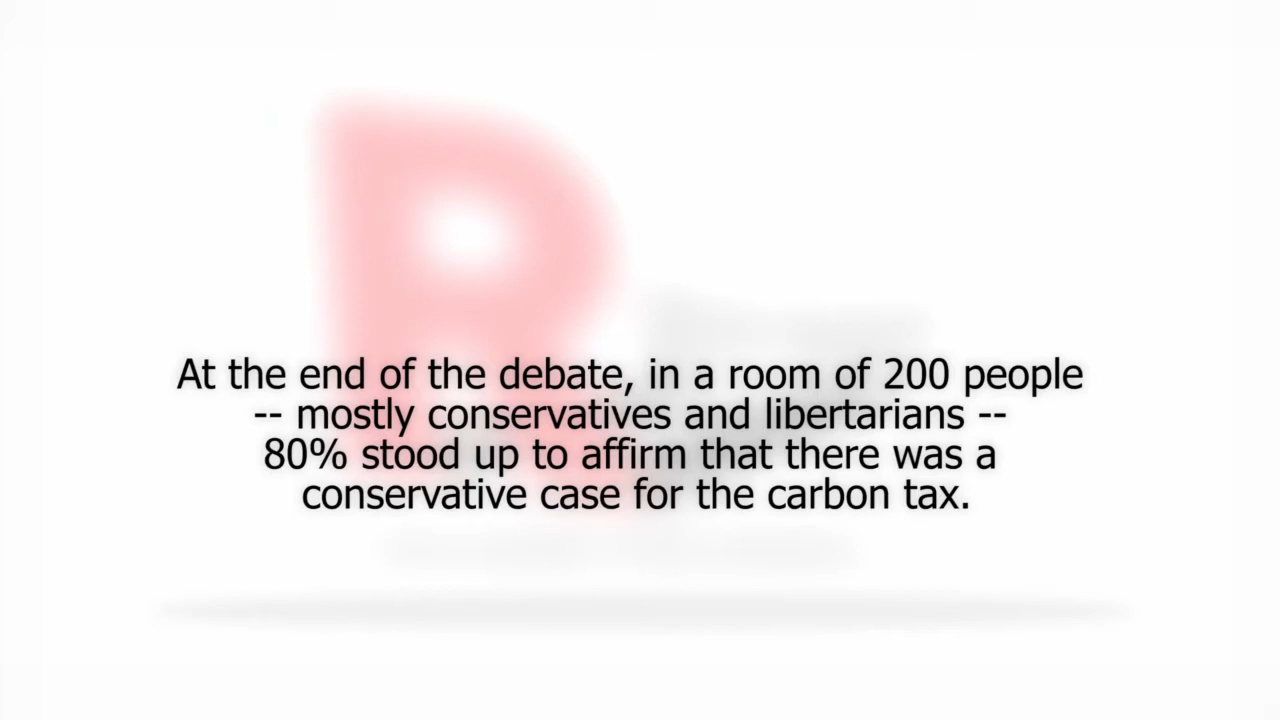 At the end of the debate, in a room of 200 people
-- mostly conservatives and libertarians --
80% stood up to affirm that there was a
conservative case for the carbon tax.